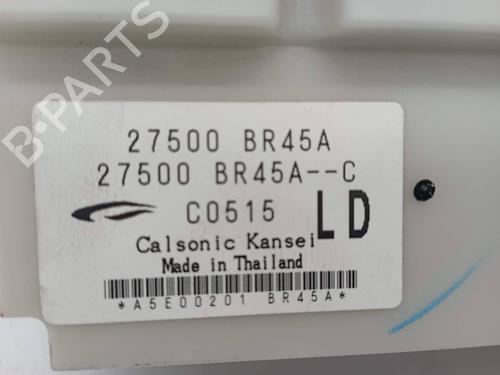 27500 BR45A
27500 BR45A--C
C0515 LD
Calsonic Kansei
Made in Thailand
*A5E00201 BR45A*
B-PARTS